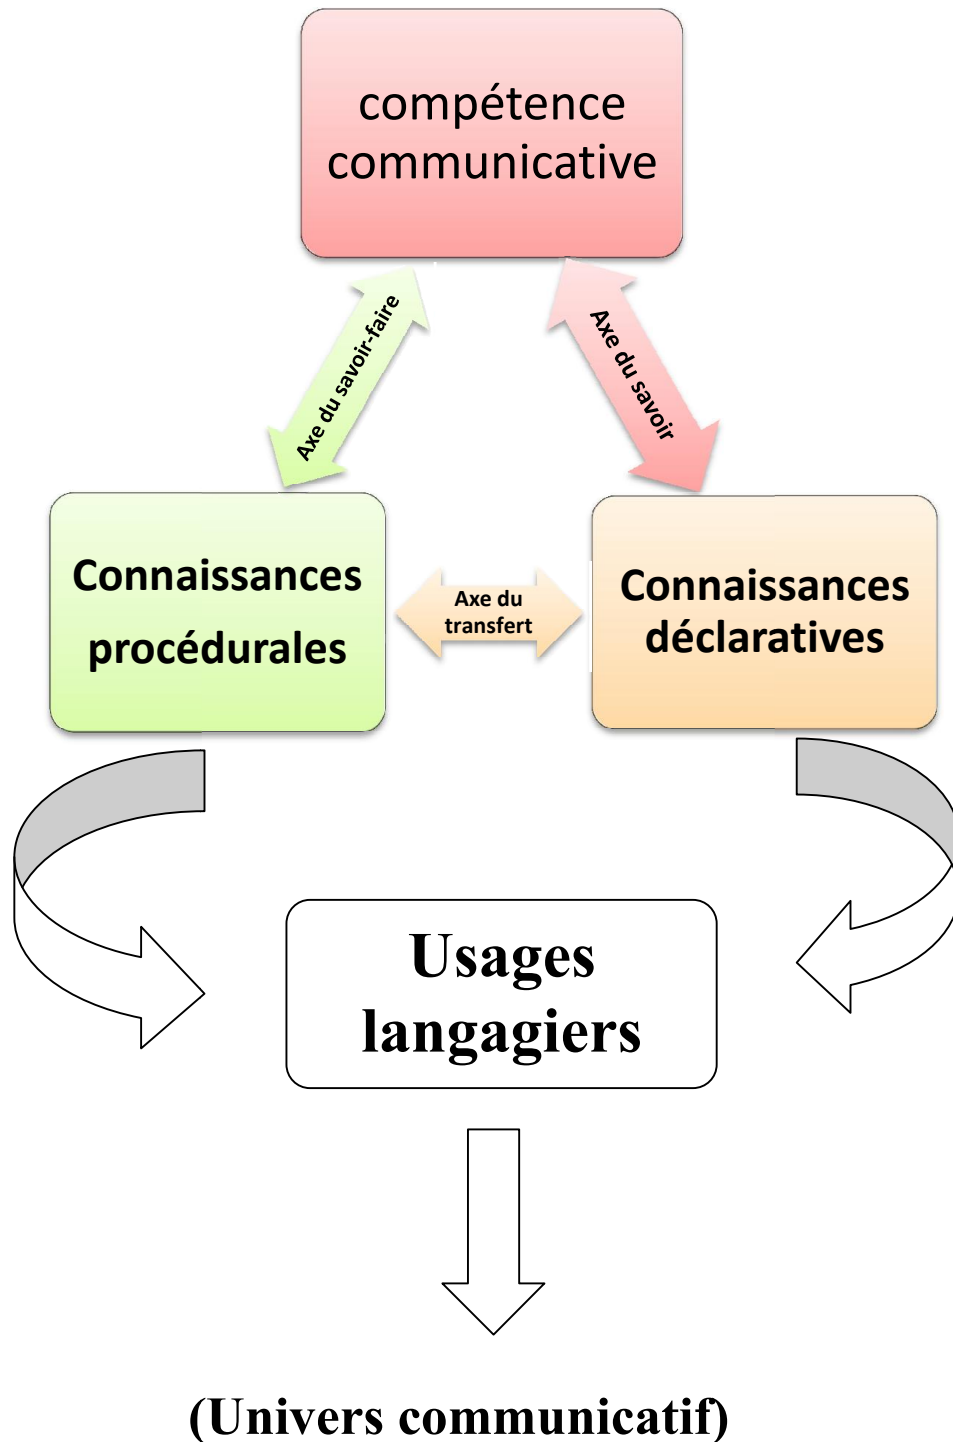 compétence
communicative
Axe du savoir-faire
Axe du savoir
Connaissances
procédurales
Axe du
transfert
Connaissances
déclaratives
Usages
langagiers
(Univers communicatif)